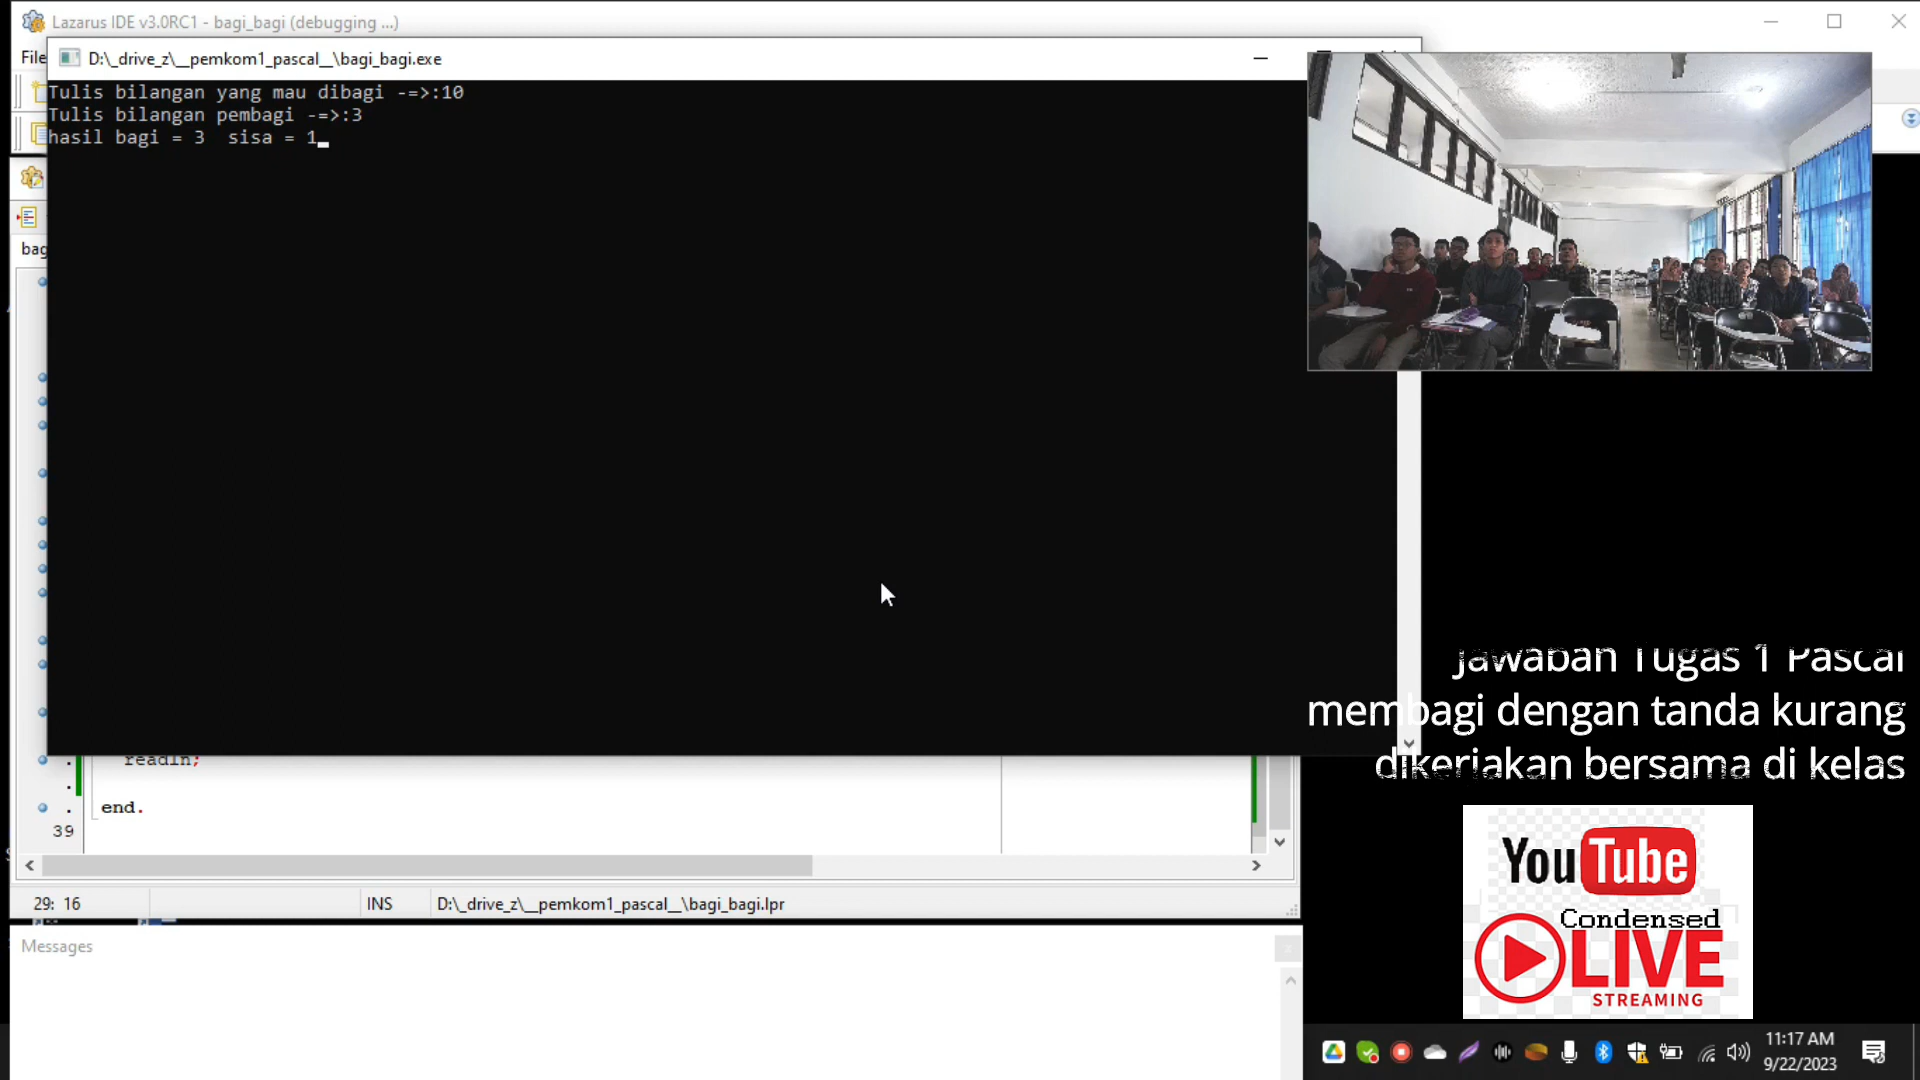 Lazarus IDE v3.0RC1 - bagi_bagi (debugging ...)
File
D:\_drive_z\__pemkom1_pascal__\bagi_bagi.exe
Tulis bilangan yang mau dibagi -=>:10
Tulis bilangan pembagi -=>:3
hasil bagi = 3  sisa = 1
bag
readln;
end.
39
29: 16
INS
D:\_drive_z\__pemkom1_pascal__\bagi_bagi.lpr
Messages
Jawaban Tugas 1 Pascal
membagi dengan tanda kurang
dikerjakan bersama di kelas
YouTube
Condensed
LIVE
STREAMING
11:17 AM
9/22/2023